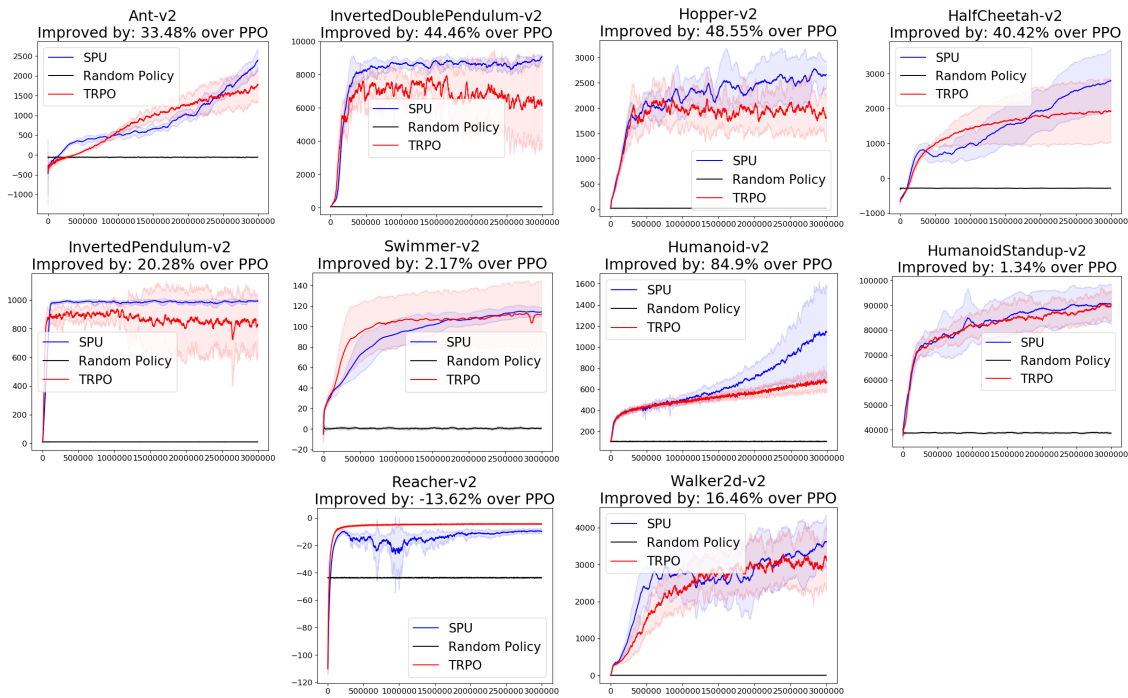 Ant-v2
Improved by: 33.48% over PPO
2500
2000
1500
1000
500
0
−500
−1000
SPU
Random Policy
TRPO
0 500000 1000000 1500000 2000000 2500000 3000000
InvertedDoublePendulum-v2
Improved by: 44.46% over PPO
10000
8000
6000
4000
2000
0
SPU
Random Policy
TRPO
0 500000 1000000 1500000 2000000 2500000 3000000
Hopper-v2
Improved by: 48.55% over PPO
3000
2500
2000
1500
1000
500
0
SPU
Random Policy
TRPO
0 500000 1000000 1500000 2000000 2500000 3000000
HalfCheetah-v2
Improved by: 40.42% over PPO
3000
2000
1000
0
−1000
SPU
Random Policy
TRPO
0 500000 1000000 1500000 2000000 2500000 3000000
InvertedPendulum-v2
Improved by: 20.28% over PPO
1000
800
600
400
200
0
SPU
Random Policy
TRPO
0 500000 1000000 1500000 2000000 2500000 3000000
Swimmer-v2
Improved by: 2.17% over PPO
140
120
100
80
60
40
20
0
−20
SPU
Random Policy
TRPO
0 500000 1000000 1500000 2000000 2500000 3000000
Humanoid-v2
Improved by: 84.9% over PPO
1600
1400
1200
1000
800
600
400
200
SPU
Random Policy
TRPO
0 500000 1000000 1500000 2000000 2500000 3000000
HumanoidStandup-v2
Improved by: 1.34% over PPO
100000
90000
80000
70000
60000
50000
40000
SPU
Random Policy
TRPO
0 500000 1000000 1500000 2000000 2500000 3000000
Reacher-v2
Improved by: -13.62% over PPO
0
−20
−40
−60
−80
−100
−120
SPU
Random Policy
TRPO
0 500000 1000000 1500000 2000000 2500000 3000000
Walker2d-v2
Improved by: 16.46% over PPO
4000
3000
2000
1000
0
SPU
Random Policy
TRPO
0 500000 1000000 1500000 2000000 2500000 3000000